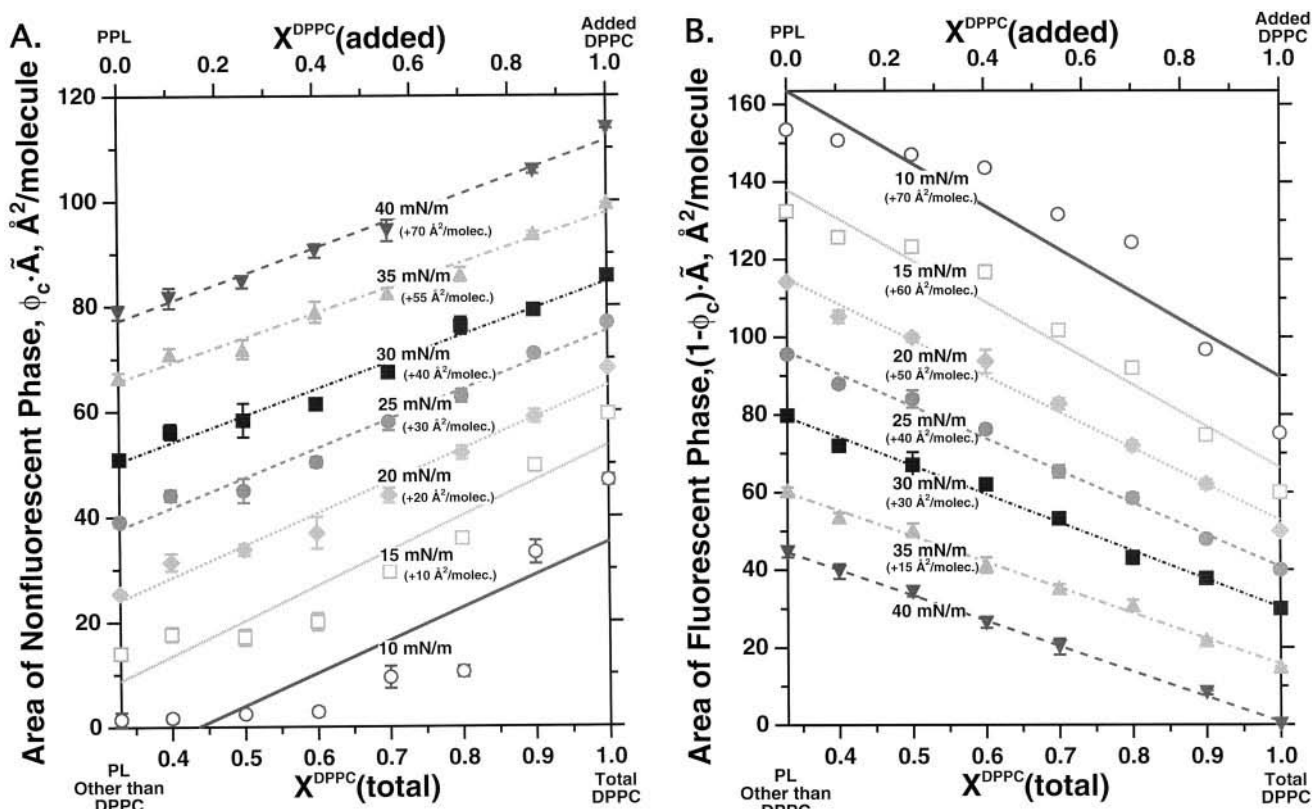 A.
X^DPPC(added)
PPL
Added
DPPC
0.0 0.2 0.4 0.6 0.8 1.0
Area of Nonfluorescent Phase, ϕc·Ã, Å²/molecule
120
100
80
60
40
20
0
40 mN/m
(+70 Å²/molec.)
35 mN/m
(+55 Å²/molec.)
30 mN/m
(+40 Å²/molec.)
25 mN/m
(+30 Å²/molec.)
20 mN/m
(+20 Å²/molec.)
15 mN/m
(+10 Å²/molec.)
10 mN/m
0.4 0.5 0.6 0.7 0.8 0.9 1.0
PL
Other than
DPPC
X^DPPC(total)
Total
DPPC
B.
X^DPPC(added)
PPL
Added
DPPC
0.0 0.2 0.4 0.6 0.8 1.0
Area of Fluorescent Phase,(1-ϕc)·Ã, Å²/molecule
160
140
120
100
80
60
40
20
0
10 mN/m
(+70 Å²/molec.)
15 mN/m
(+60 Å²/molec.)
20 mN/m
(+50 Å²/molec.)
25 mN/m
(+40 Å²/molec.)
30 mN/m
(+30 Å²/molec.)
35 mN/m
(+15 Å²/molec.)
40 mN/m
0.4 0.5 0.6 0.7 0.8 0.9 1.0
PL
Other than
DPPC
X^DPPC(total)
Total
DPPC